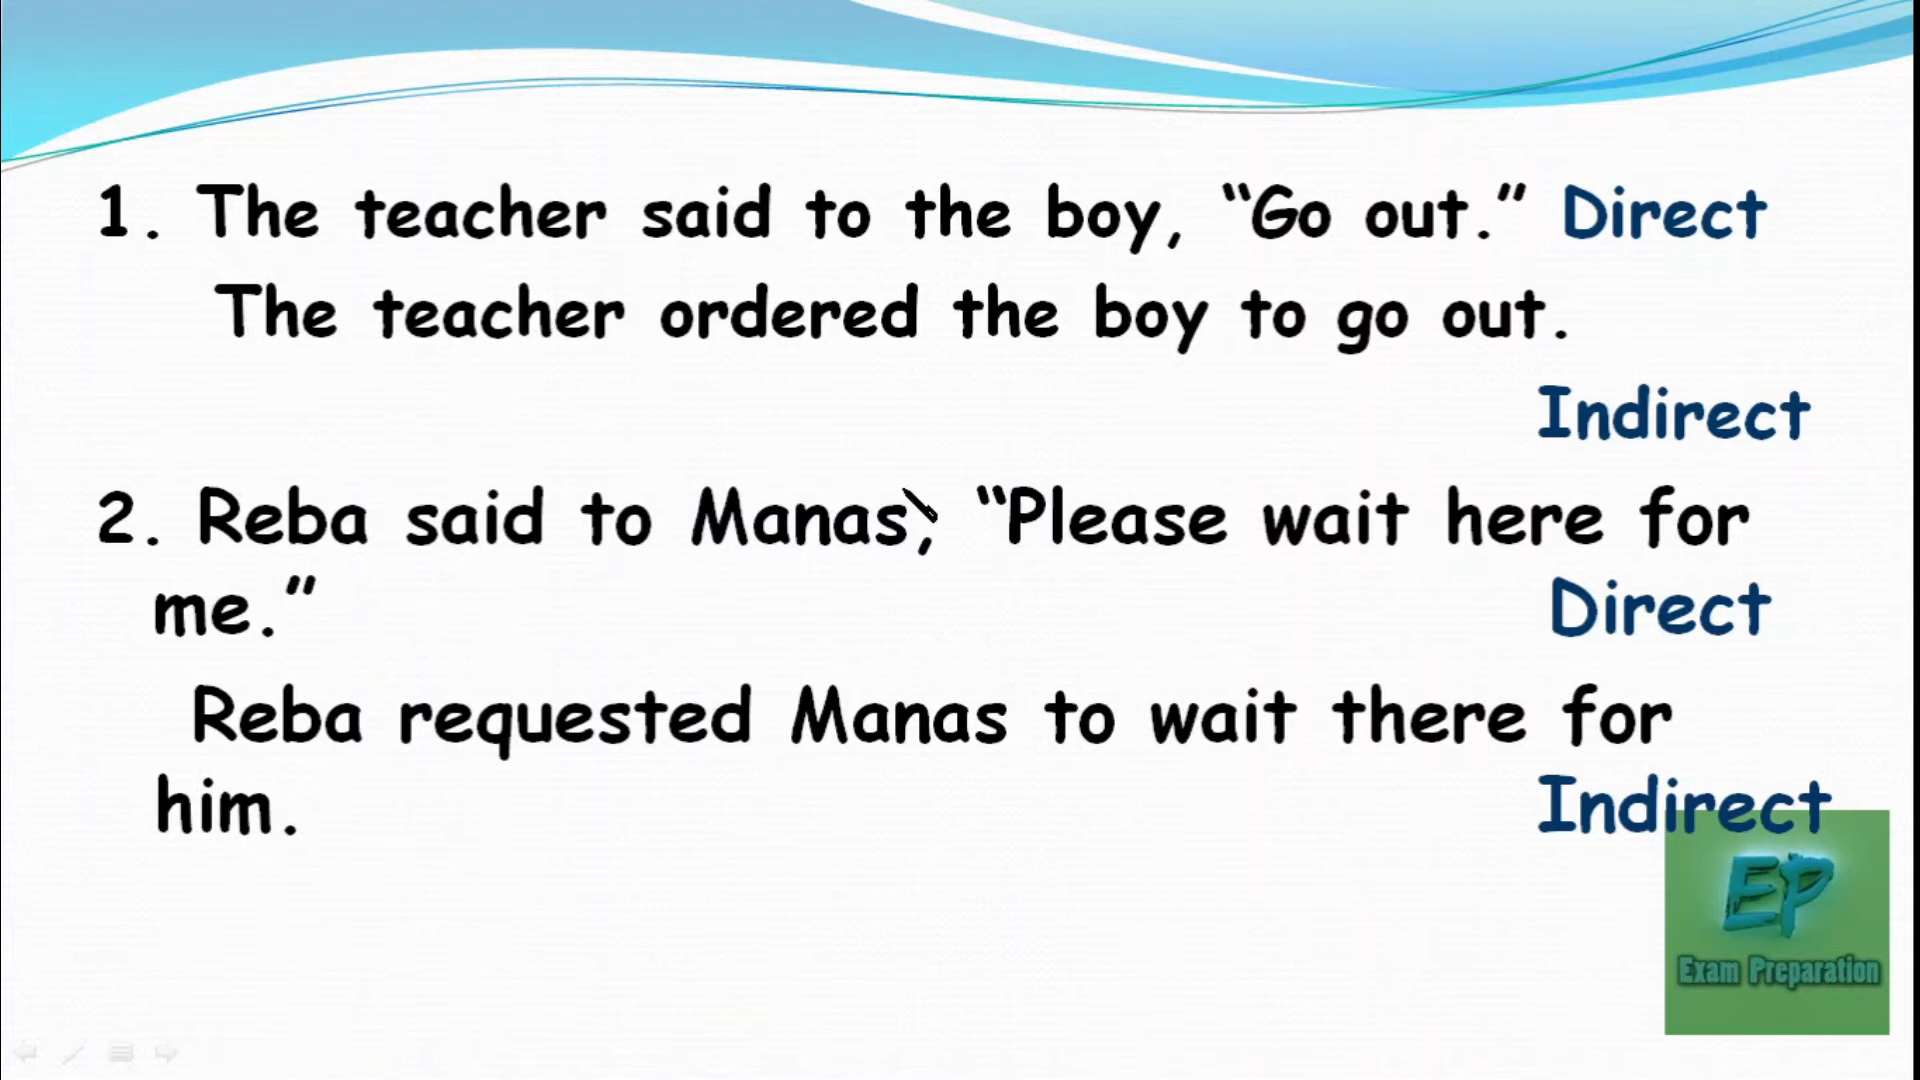 1. The teacher said to the boy, “Go out.” Direct
The teacher ordered the boy to go out.
Indirect
2. Reba said to Manas, “Please wait here for
me.” Direct
Reba requested Manas to wait there for
him. Indirect
EP
Exam Preparation